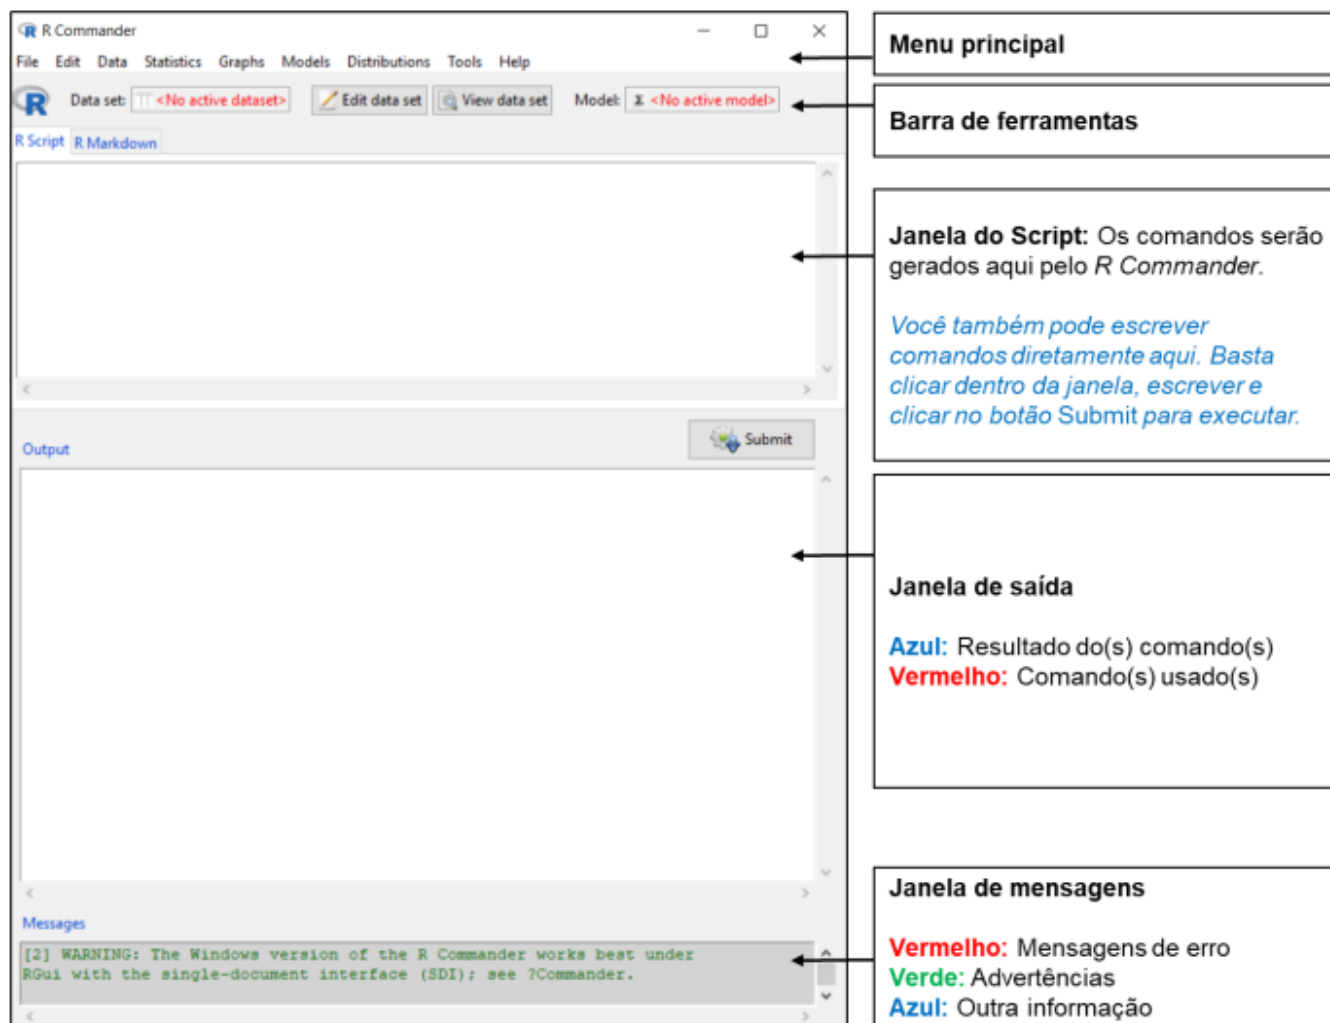 R Commander
Menu principal
File Edit Data Statistics Graphs Models Distributions Tools Help
R Data set: <No active dataset> Edit data set View data set Model: Σ <No active model>
Barra de ferramentas
R Script R Markdown
Janela do Script: Os comandos serão
gerados aqui pelo R Commander.
Você também pode escrever
comandos diretamente aqui. Basta
clicar dentro da janela, escrever e
clicar no botão Submit para executar.
Output
Submit
Janela de saída
Azul: Resultado do(s) comando(s)
Vermelho: Comando(s) usado(s)
Messages
[2] WARNING: The Windows version of the R Commander works best under
RGui with the single-document interface (SDI); see ?Commander.
Janela de mensagens
Vermelho: Mensagens de erro
Verde: Advertências
Azul: Outra informação